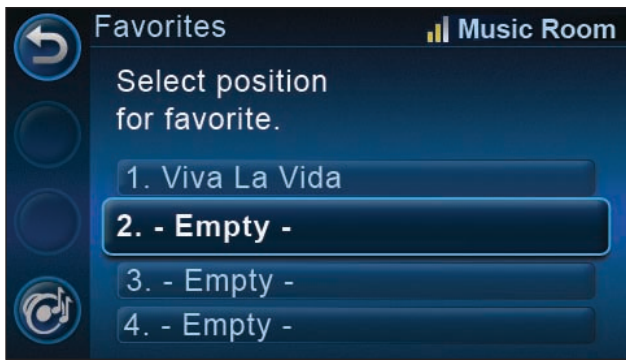 Favorites
Music Room
Select position
for favorite.
1. Viva La Vida
2. - Empty -
3. - Empty -
4. - Empty -